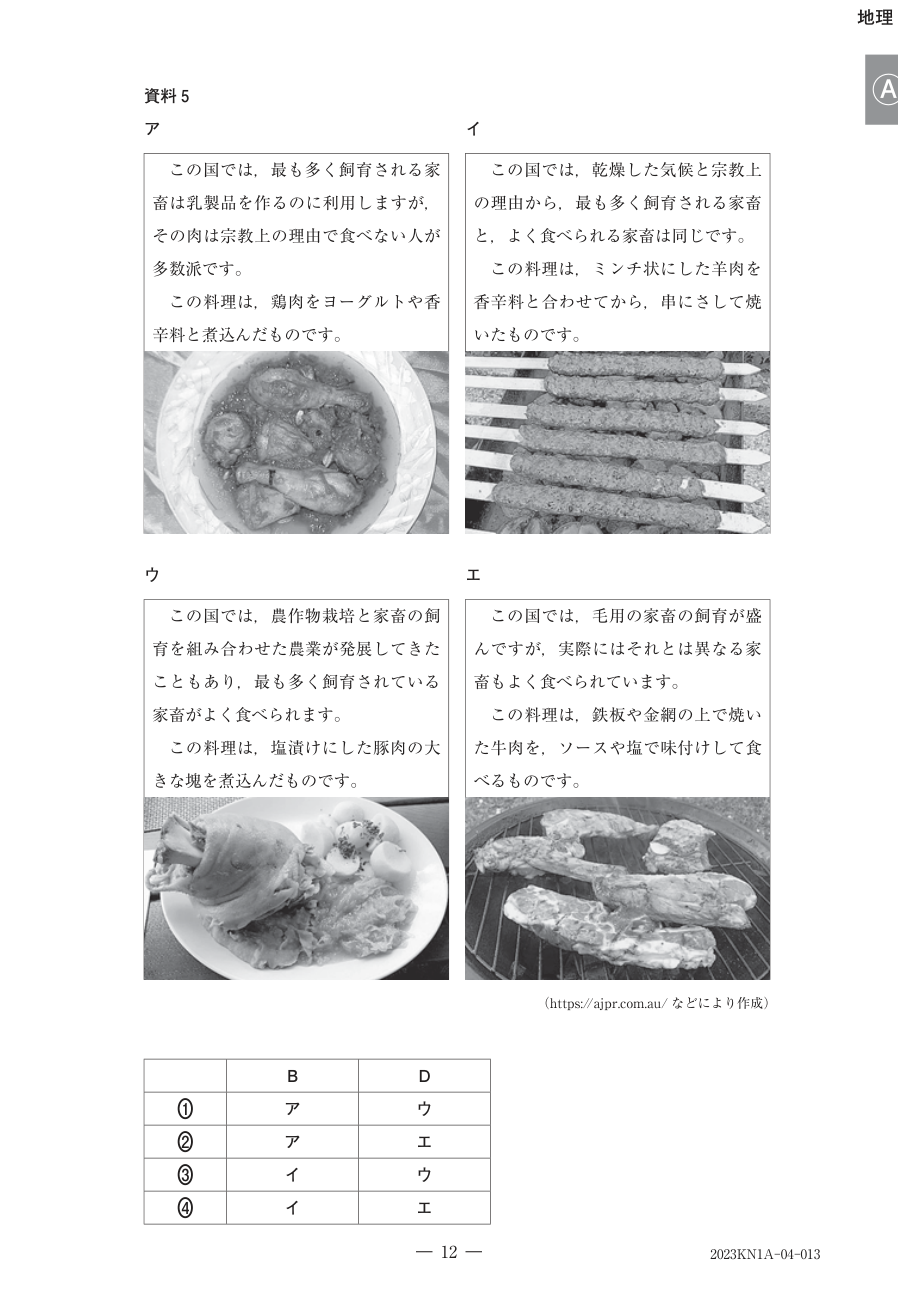 地理
Ⓐ
資料 5
ア
この国では，最も多く飼育される家
畜は乳製品を作るのに利用しますが，
その肉は宗教上の理由で食べない人が
多数派です。
この料理は，鶏肉をヨーグルトや香
辛料と煮込んだものです。
イ
この国では，乾燥した気候と宗教上
の理由から，最も多く飼育される家畜
と，よく食べられる家畜は同じです。
この料理は，ミンチ状にした羊肉を
香辛料と合わせてから，串にさして焼
いたものです。
ウ
この国では，農作物栽培と家畜の飼
育を組み合わせた農業が発展してきた
こともあり，最も多く飼育されている
家畜がよく食べられます。
この料理は，塩漬けにした豚肉の大
きな塊を煮込んだものです。
エ
この国では，毛用の家畜の飼育が盛
んですが，実際にはそれとは異なる家
畜もよく食べられています。
この料理は，鉄板や金網の上で焼い
た牛肉を，ソースや塩で味付けして食
べるものです。
（https://ajpr.com.au/ などにより作成）
B D
① ア ウ
② ア エ
③ イ ウ
④ イ エ
— 12 —
2023KN1A-04-013